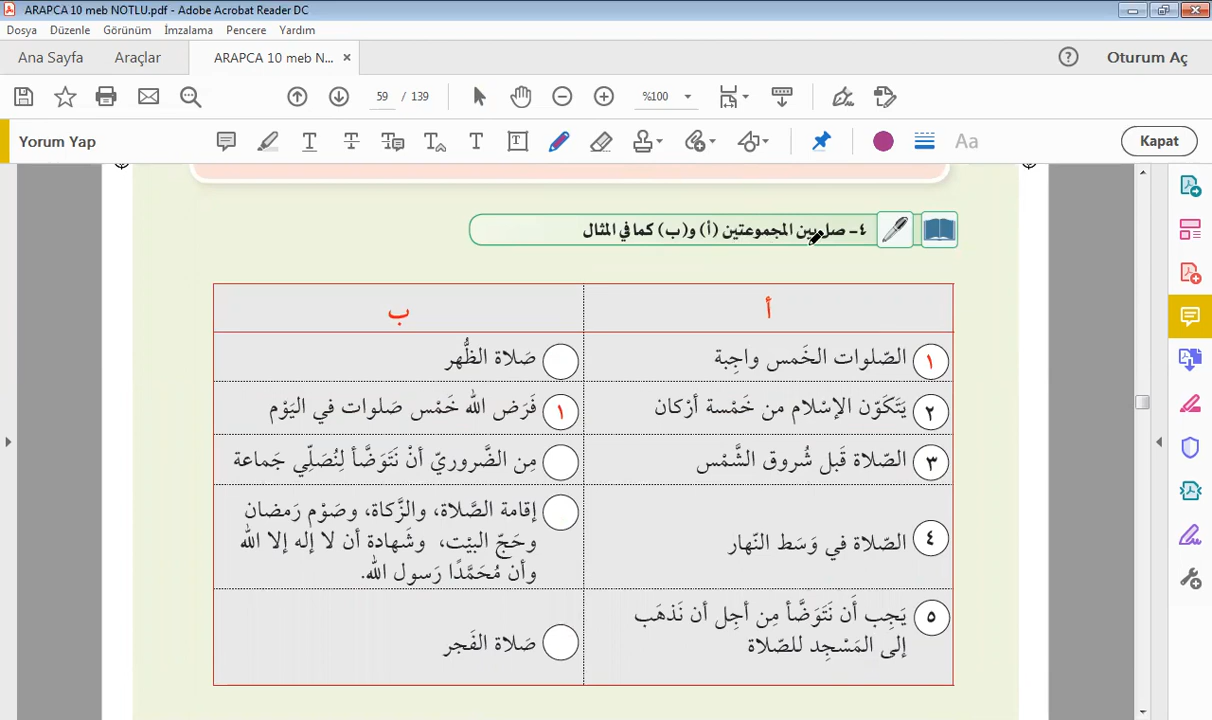 ARAPCA 10 meb NOTLU.pdf - Adobe Acrobat Reader DC
Dosya Düzenle Görünüm İmzalama Pencere Yardım
Ana Sayfa Araçlar ARAPCA 10 meb N... × ? Oturum Aç
59 / 139 %100
Yorum Yap T T T T T Aa Kapat
٤- صل بين المجموعتين (أ) و(ب) كما في المثال
أ
ب
١ الصّلوات الخَمس واجِبة
صَلاة الظُّهر
٢ يَتَكَوّن الإسْلام من خَمْسة أرْكان
١ فَرَض الله خَمْس صَلوات في اليَوْم
٣ الصّلاة قَبل شُروق الشَّمْس
مِن الضَّروريّ أنْ نَتَوَضَّأ لِنُصَلِّي جَماعة
٤ الصّلاة في وَسَط النّهار
إقامة الصَّلاة، والزَّكاة، وصَوْم رَمضان
وحَجّ البيْت، وشَهادة أن لا إله إلا الله
وأن مُحَمَّدًا رَسول الله.
٥ يَجِب أَن نَتَوَضَّأ مِن أجِل أن نَذهَب
إلى المَسْجِد للصّلاة
صَلاة الفَجر